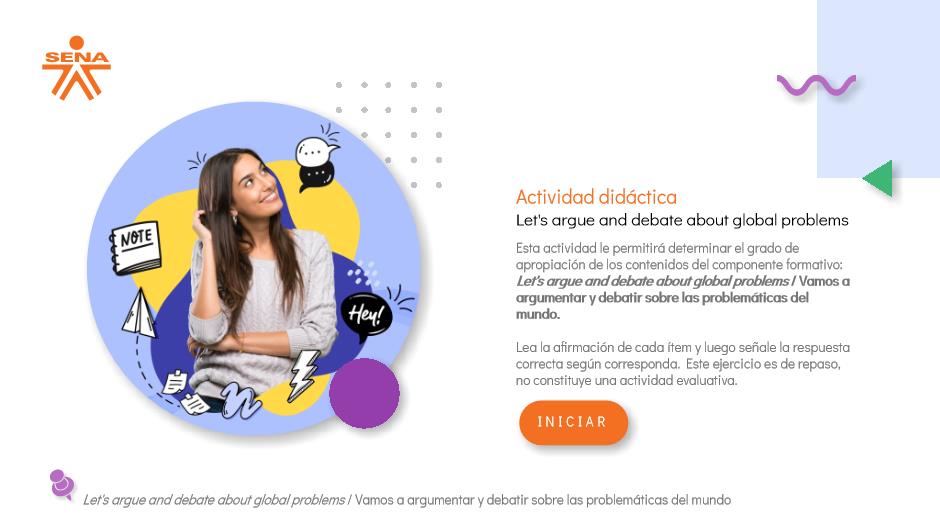 SENA
NOTE
Hey!
Actividad didáctica
Let's argue and debate about global problems
Esta actividad le permitirá determinar el grado de
apropiación de los contenidos del componente formativo:
Let's argue and debate about global problems / Vamos a
argumentar y debatir sobre las problemáticas del
mundo.
Lea la afirmación de cada ítem y luego señale la respuesta
correcta según corresponda. Este ejercicio es de repaso,
no constituye una actividad evaluativa.
INICIAR
Let's argue and debate about global problems / Vamos a argumentar y debatir sobre las problemáticas del mundo